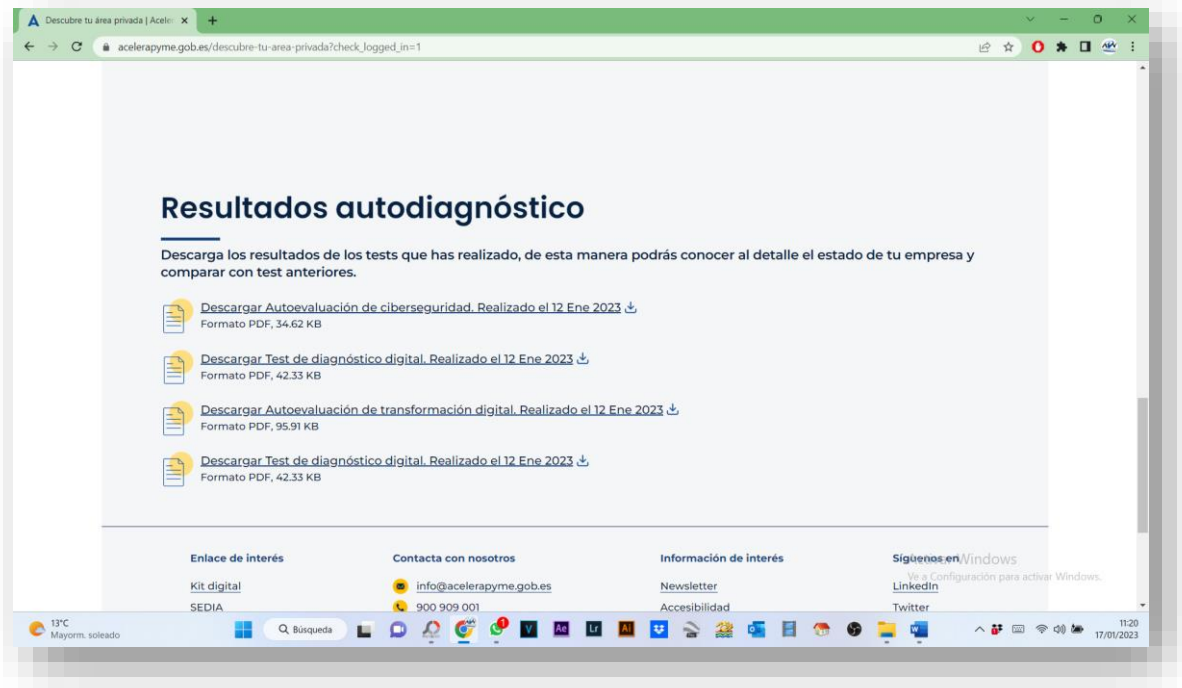 Descubre tu área privada | Aceler
acelerapyme.gob.es/descubre-tu-area-privada?check_logged_in=1
Resultados autodiagnóstico
Descarga los resultados de los tests que has realizado, de esta manera podrás conocer al detalle el estado de tu empresa y
comparar con test anteriores.
Descargar Autoevaluación de ciberseguridad. Realizado el 12 Ene 2023
Formato PDF, 34.62 KB
Descargar Test de diagnóstico digital. Realizado el 12 Ene 2023
Formato PDF, 42.33 KB
Descargar Autoevaluación de transformación digital. Realizado el 12 Ene 2023
Formato PDF, 95.91 KB
Descargar Test de diagnóstico digital. Realizado el 12 Ene 2023
Formato PDF, 42.33 KB
Enlace de interés Contacta con nosotros Información de interés Síguenos en
Activar Windows
Kit digital info@acelerapyme.gob.es Newsletter LinkedIn
Ve a Configuración para activar Windows.
SEDIA 900 909 001 Accesibilidad Twitter
13°C
Mayorm. soleado
Búsqueda
V Ae Lr Ai
11:20
17/01/2023